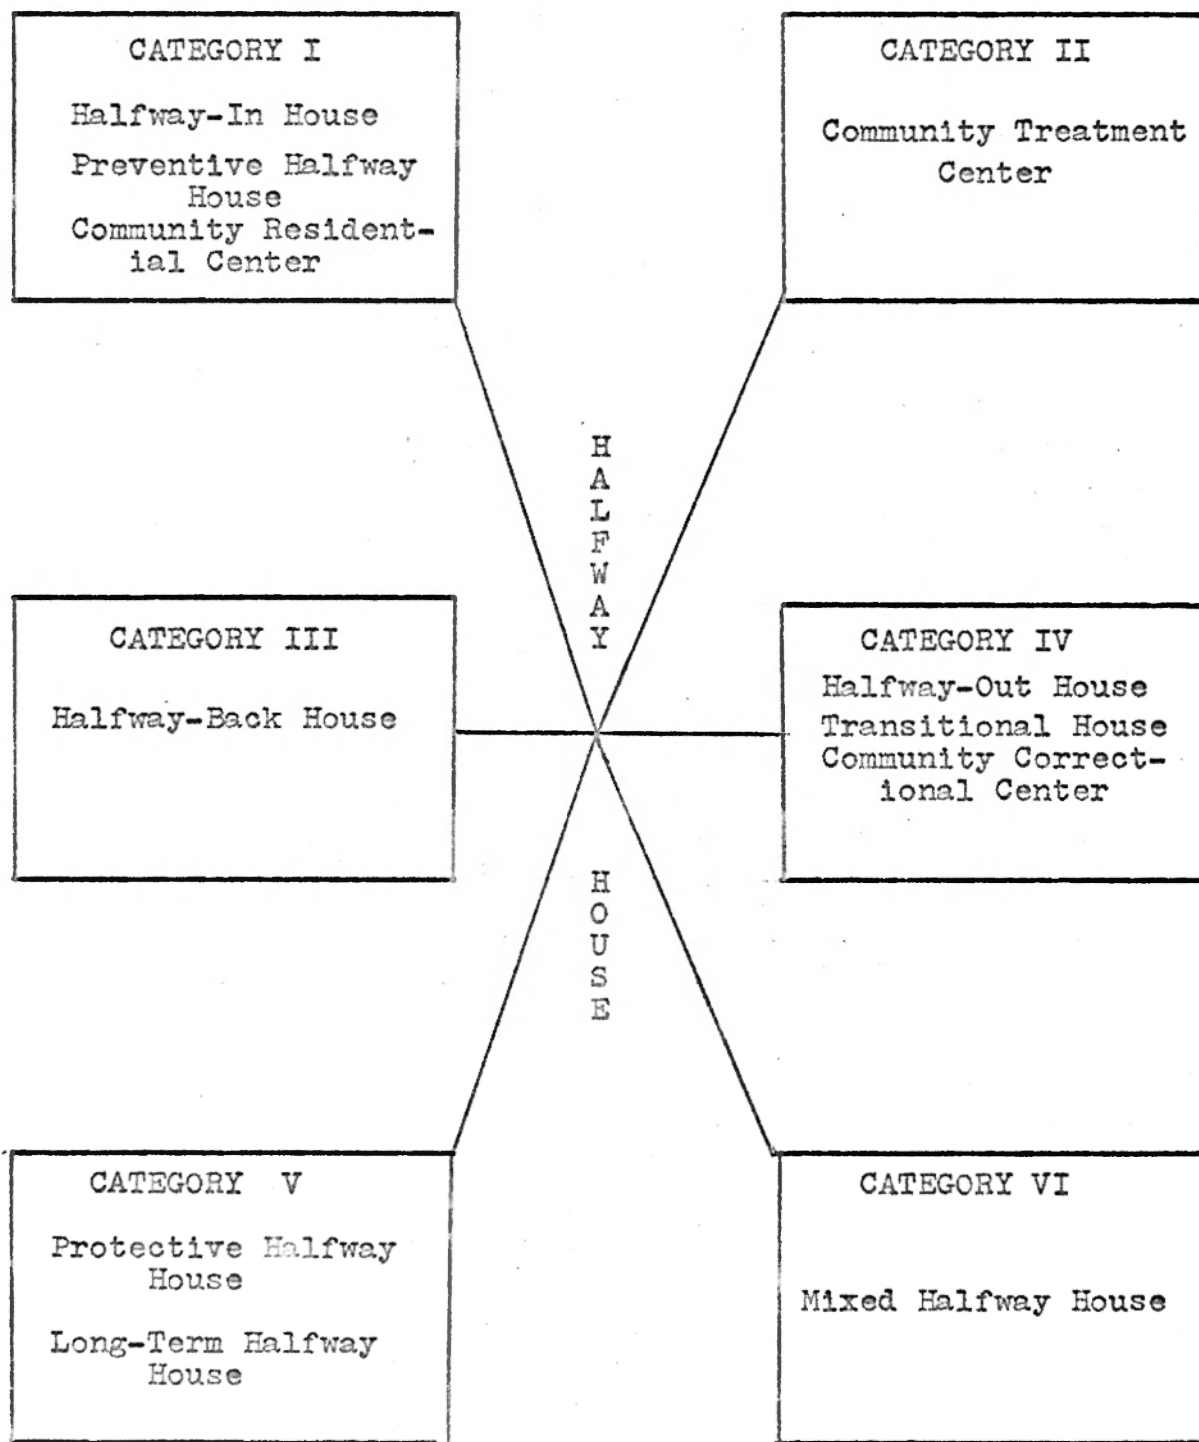 CATEGORY I
Halfway-In House
Preventive Halfway
House
Community Resident-
ial Center
CATEGORY II
Community Treatment
Center
HALFWAY
CATEGORY III
Halfway-Back House
CATEGORY IV
Halfway-Out House
Transitional House
Community Correct-
ional Center
HOUSE
CATEGORY V
Protective Halfway
House
Long-Term Halfway
House
CATEGORY VI
Mixed Halfway House